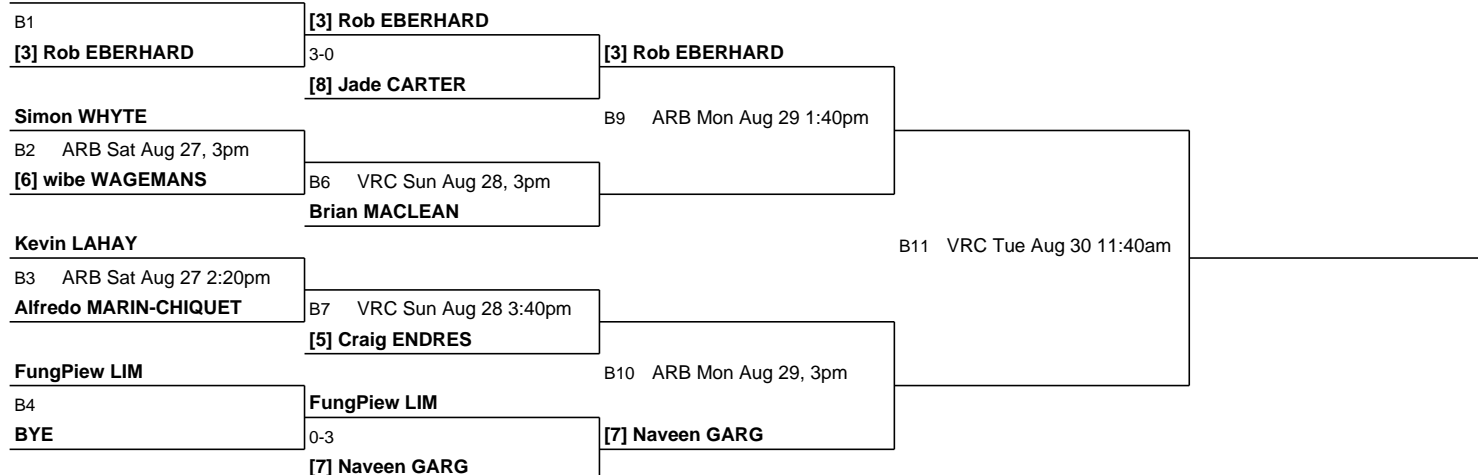 B1
[3] Rob EBERHARD
[3] Rob EBERHARD
3-0
[3] Rob EBERHARD
[8] Jade CARTER
Simon WHYTE
B9 ARB Mon Aug 29 1:40pm
B2 ARB Sat Aug 27, 3pm
[6] wibe WAGEMANS
B6 VRC Sun Aug 28, 3pm
Brian MACLEAN
Kevin LAHAY
B11 VRC Tue Aug 30 11:40am
B3 ARB Sat Aug 27 2:20pm
Alfredo MARIN-CHIQUET
B7 VRC Sun Aug 28 3:40pm
[5] Craig ENDRES
FungPiew LIM
B10 ARB Mon Aug 29, 3pm
B4
FungPiew LIM
BYE
0-3
[7] Naveen GARG
[7] Naveen GARG